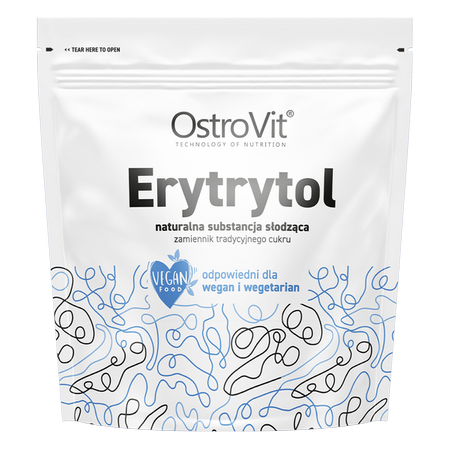 << TEAR HERE TO OPEN
OstroVit®
TECHNOLOGY OF NUTRITION
Erytrytol
naturalna substancja słodząca
zamiennik tradycyjnego cukru
VEGAN
FOOD
odpowiedni dla
wegan i wegetarian